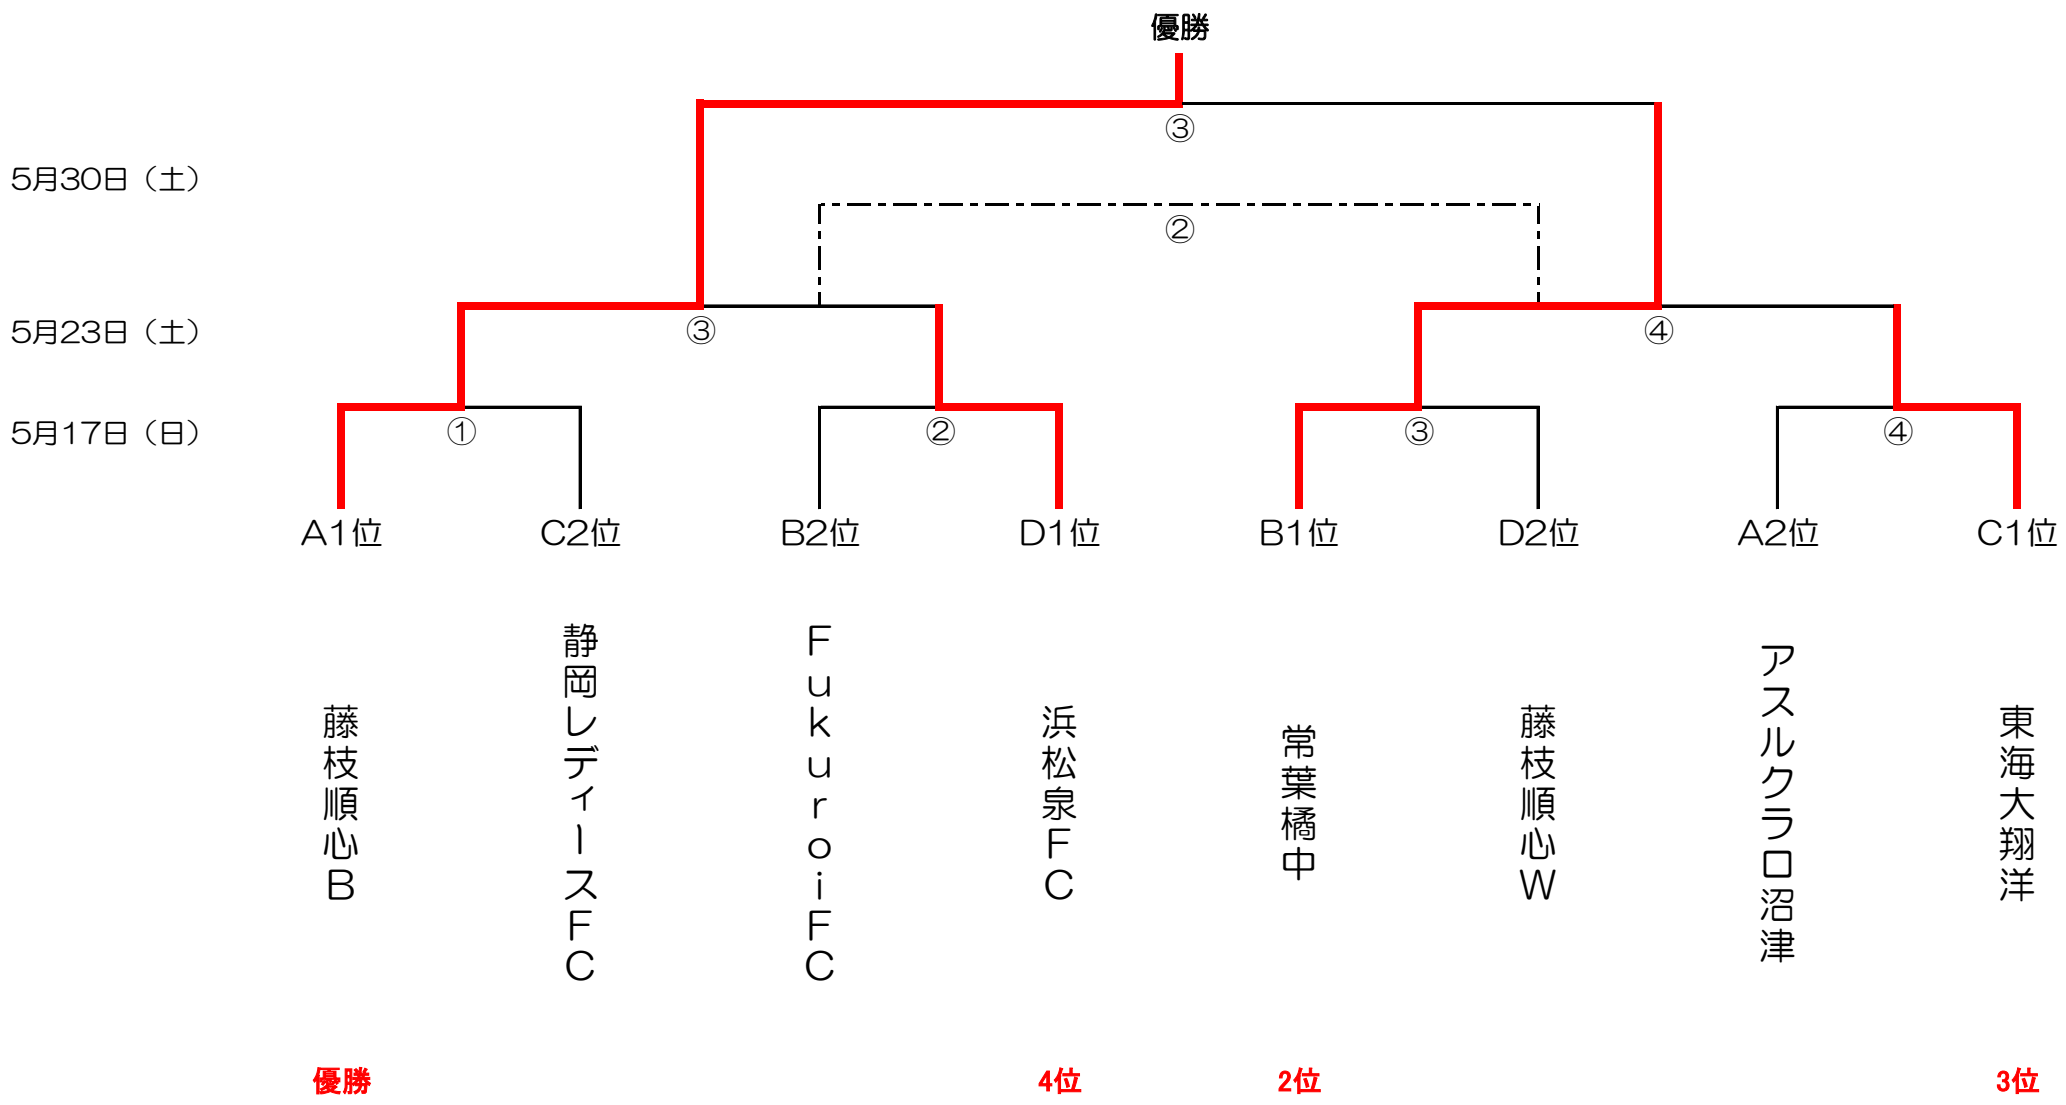 優勝
③
5月30日（土）
②
5月23日（土）
③
④
5月17日（日）
①
②
③
④
A1位
C2位
B2位
D1位
B1位
D2位
A2位
C1位
藤枝順心B
静岡レディースFC
FukuroiFC
浜松泉FC
常葉橘中
藤枝順心W
アスルクラロ沼津
東海大翔洋
優勝
4位
2位
3位